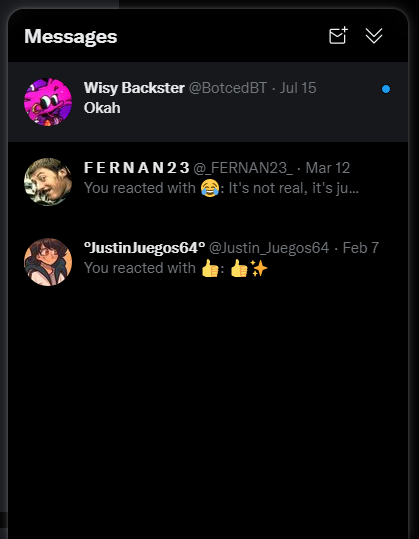 Messages
Wisy Backster @BotcedBT · Jul 15
Okah
F E R N A N 2 3 @_FERNAN23_ · Mar 12
You reacted with 😂: It's not real, it's ju...
ºJustinJuegos64º @Justin_Juegos64 · Feb 7
You reacted with 👍: 👍✨